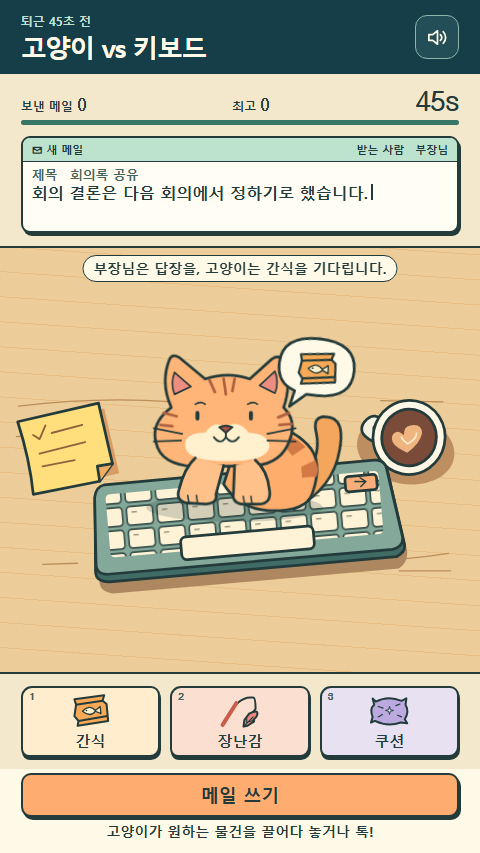 퇴근 45초 전
고양이 vs 키보드
보낸 메일 0
최고 0
45s
새 메일
받는 사람 부장님
제목 회의록 공유
회의 결론은 다음 회의에서 정하기로 했습니다.
부장님은 답장을, 고양이는 간식을 기다립니다.
1
간식
2
장난감
3
쿠션
메일 쓰기
고양이가 원하는 물건을 끌어다 놓거나 톡!